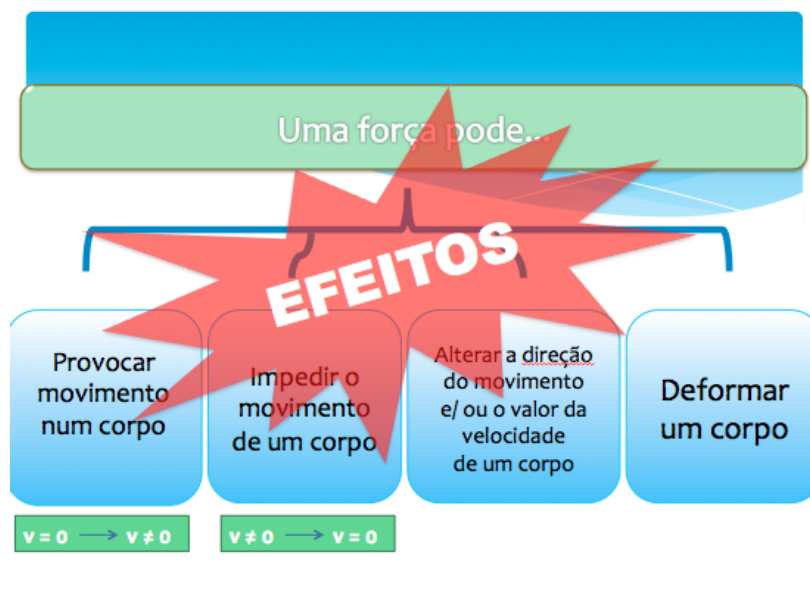 Uma força pode...
EFEITOS
Provocar
movimento
num corpo
Impedir o
movimento
de um corpo
Alterar a direção
do movimento
e/ ou o valor da
velocidade
de um corpo
Deformar
um corpo
v = 0 → v ≠ 0
v ≠ 0 → v = 0